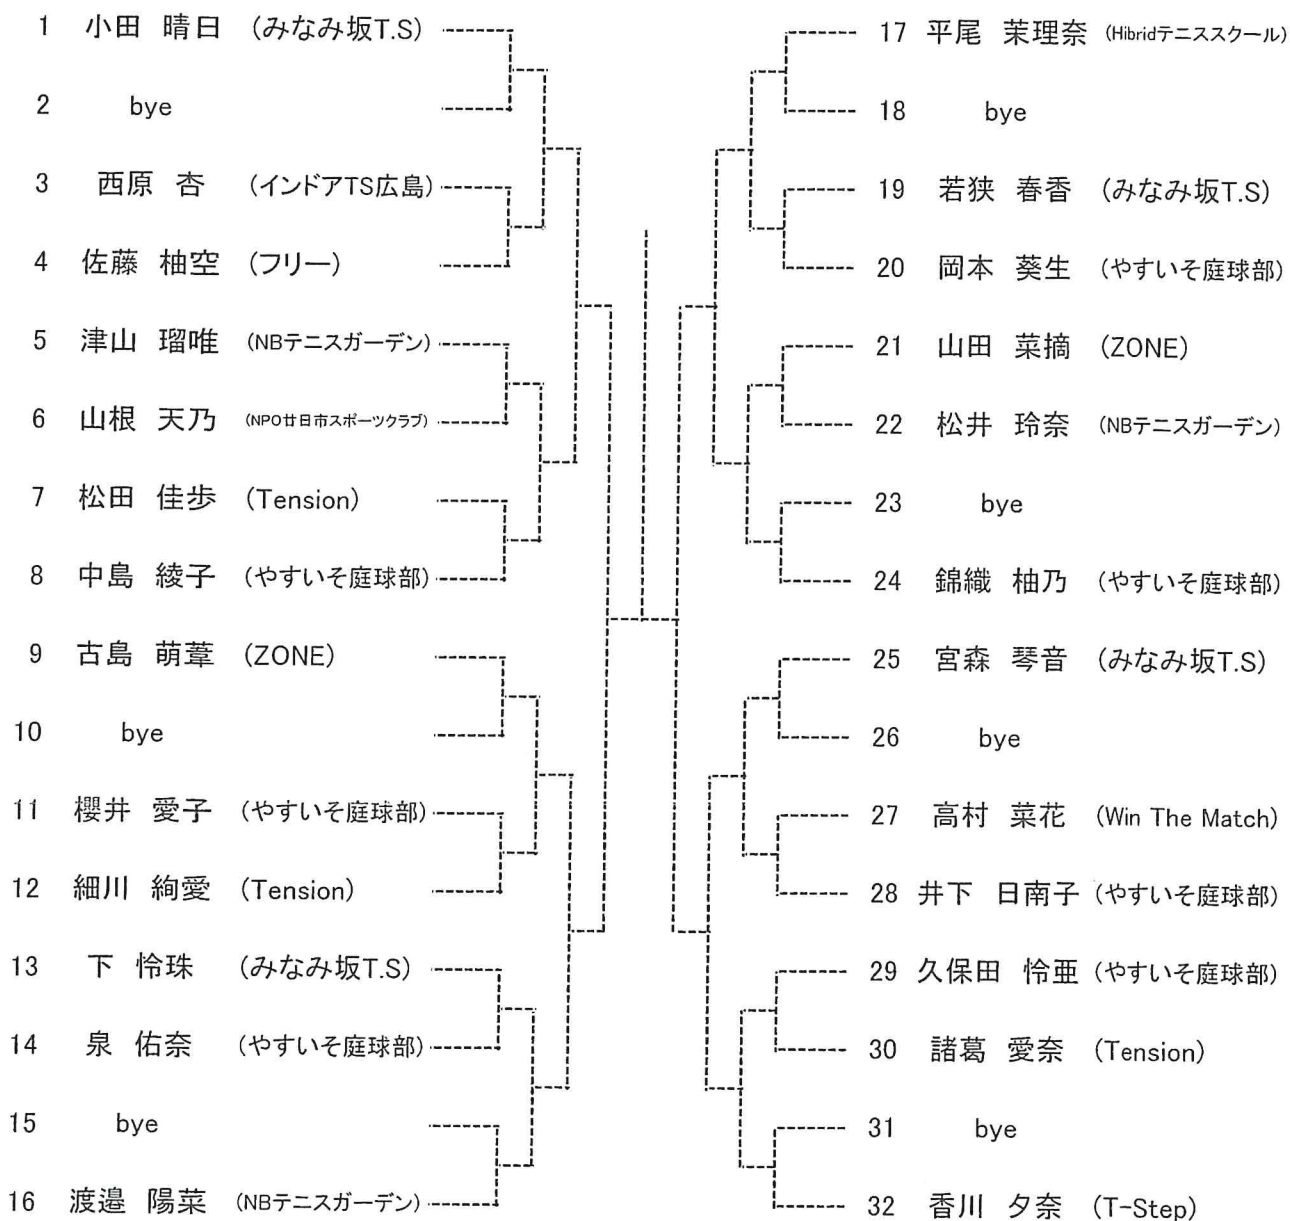 1 小田 晴日 (みなみ坂T.S)
2 bye
3 西原 杏 (インドアTS広島)
4 佐藤 柚空 (フリー)
5 津山 瑠唯 (NBテニスガーデン)
6 山根 天乃 (NPO廿日市スポーツクラブ)
7 松田 佳歩 (Tension)
8 中島 綾子 (やすいそ庭球部)
9 古島 萌葦 (ZONE)
10 bye
11 櫻井 愛子 (やすいそ庭球部)
12 細川 絢愛 (Tension)
13 下 怜珠 (みなみ坂T.S)
14 泉 佑奈 (やすいそ庭球部)
15 bye
16 渡邉 陽菜 (NBテニスガーデン)
17 平尾 茉理奈 (Hibridテニススクール)
18 bye
19 若狭 春香 (みなみ坂T.S)
20 岡本 葵生 (やすいそ庭球部)
21 山田 菜摘 (ZONE)
22 松井 玲奈 (NBテニスガーデン)
23 bye
24 錦織 柚乃 (やすいそ庭球部)
25 宮森 琴音 (みなみ坂T.S)
26 bye
27 高村 菜花 (Win The Match)
28 井下 日南子 (やすいそ庭球部)
29 久保田 怜亜 (やすいそ庭球部)
30 諸葛 愛奈 (Tension)
31 bye
32 香川 夕奈 (T-Step)